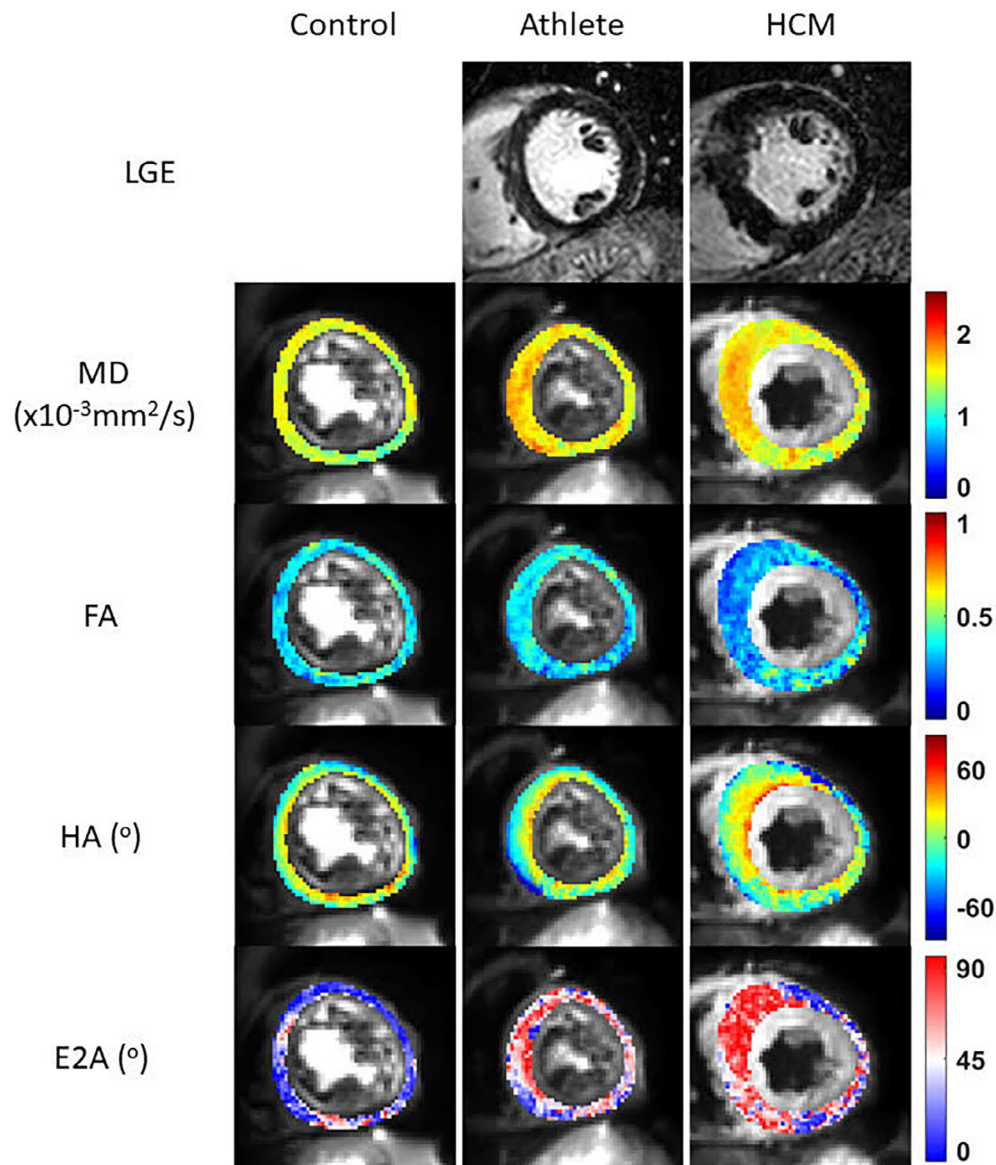 Control Athlete HCM
LGE
MD
(x10-3mm2/s)
2
1
0
FA
1
0.5
0
HA (o)
60
0
-60
E2A (o)
90
45
0